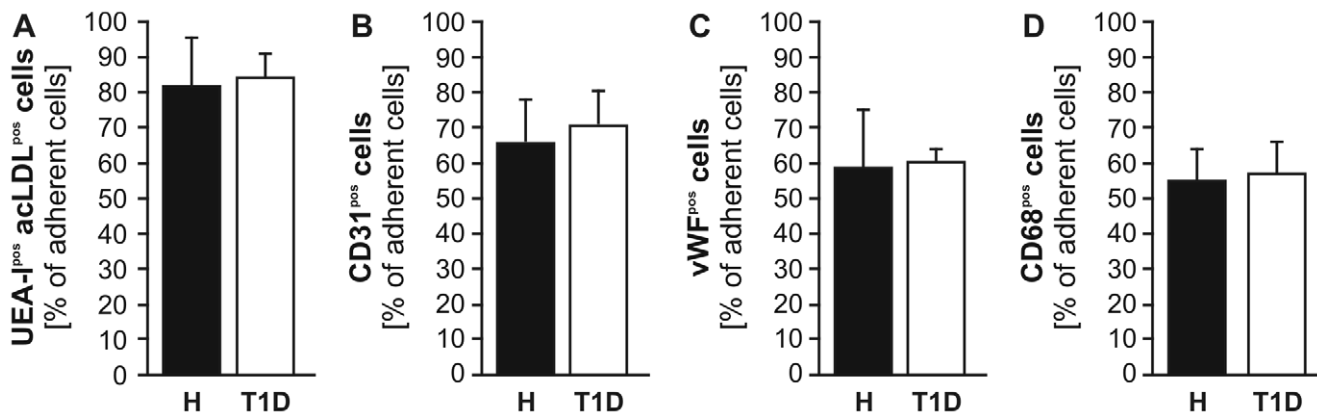 A
UEA-Iᵖᵒˢ acLDLᵖᵒˢ cells
[% of adherent cells]
100
90
80
70
60
50
40
30
20
10
0
H T1D
B
CD31ᵖᵒˢ cells
[% of adherent cells]
100
90
80
70
60
50
40
30
20
10
0
H T1D
C
vWFᵖᵒˢ cells
[% of adherent cells]
100
90
80
70
60
50
40
30
20
10
0
H T1D
D
CD68ᵖᵒˢ cells
[% of adherent cells]
100
90
80
70
60
50
40
30
20
10
0
H T1D